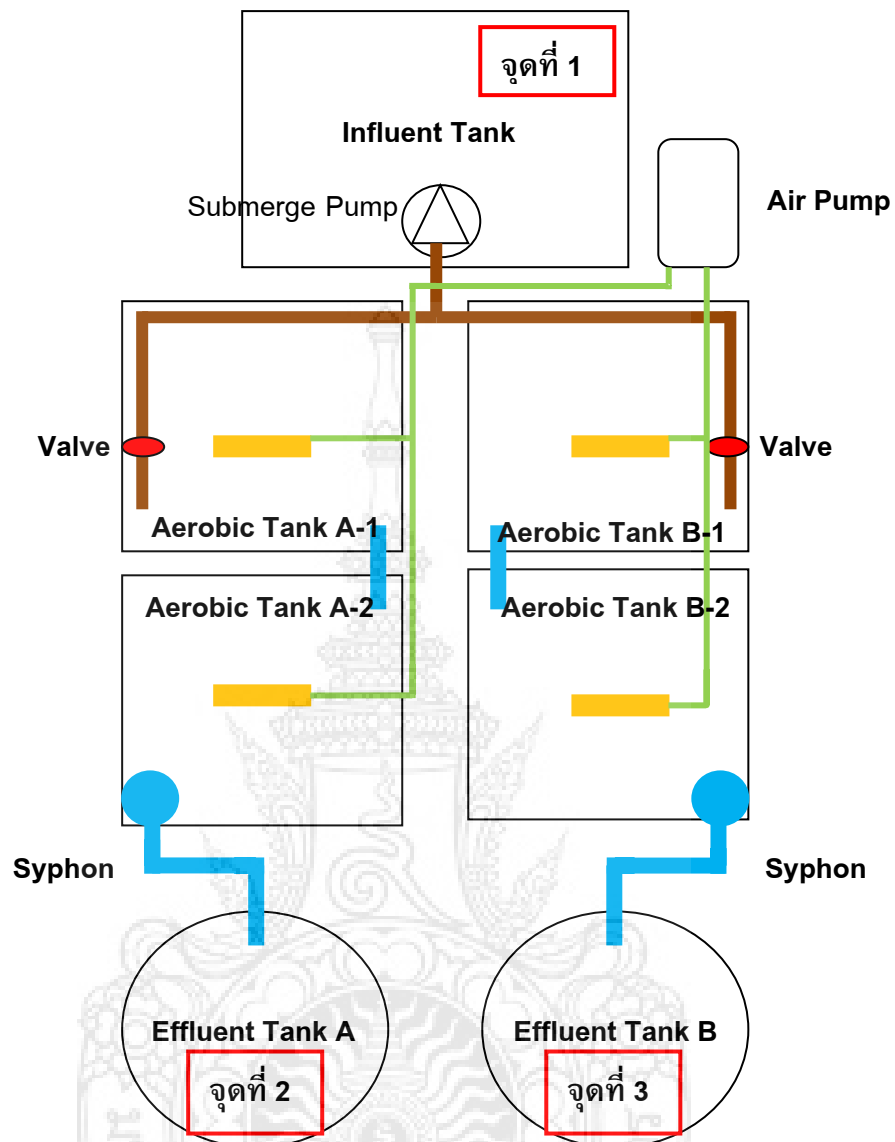 จุดที่ 1
Influent Tank
Submerge Pump
Air Pump
Valve
Valve
Aerobic Tank A-1
Aerobic Tank B-1
Aerobic Tank A-2
Aerobic Tank B-2
Syphon
Syphon
Effluent Tank A
Effluent Tank B
จุดที่ 2
จุดที่ 3